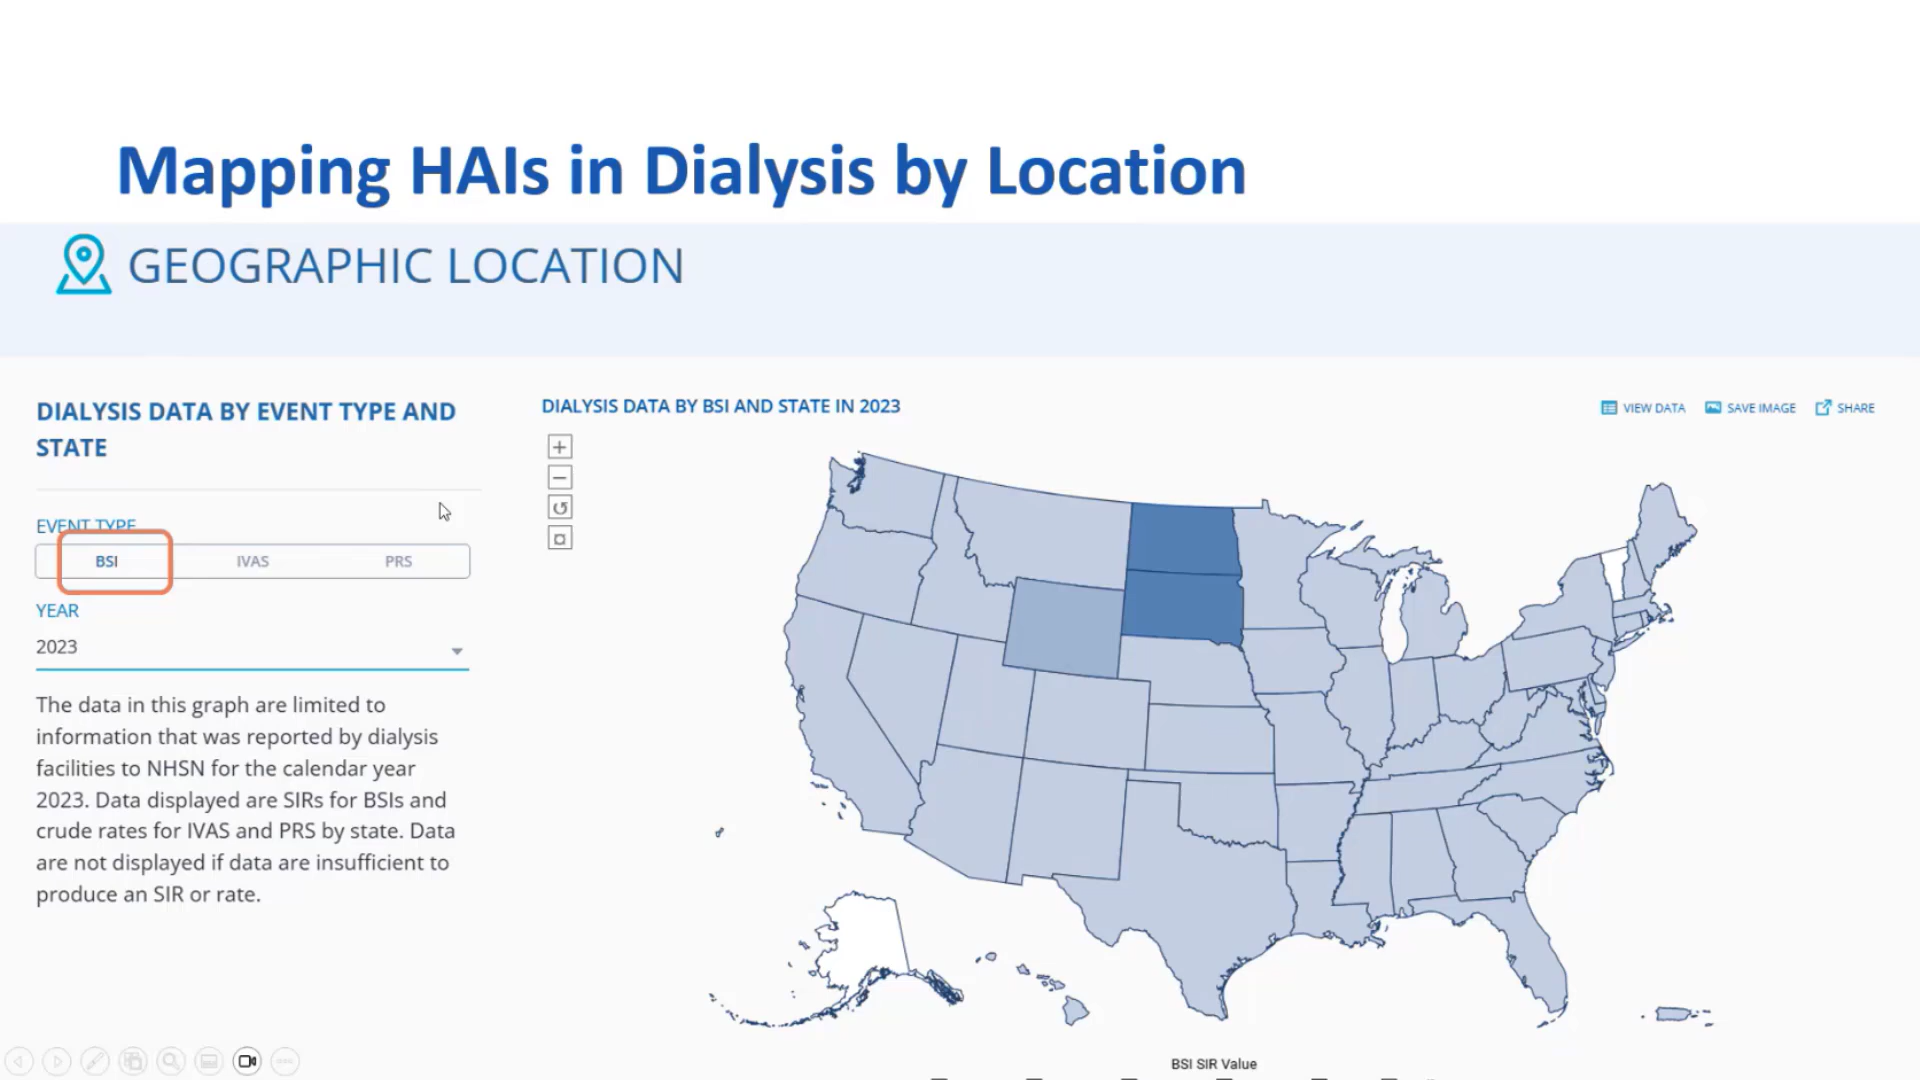 Mapping HAIs in Dialysis by Location
GEOGRAPHIC LOCATION
DIALYSIS DATA BY EVENT TYPE AND
STATE
EVENT TYPE
BSI
IVAS
PRS
YEAR
2023
The data in this graph are limited to
information that was reported by dialysis
facilities to NHSN for the calendar year
2023. Data displayed are SIRs for BSIs and
crude rates for IVAS and PRS by state. Data
are not displayed if data are insufficient to
produce an SIR or rate.
DIALYSIS DATA BY BSI AND STATE IN 2023
VIEW DATA
SAVE IMAGE
SHARE
BSI SIR Value